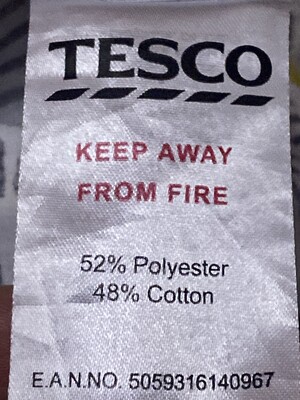 TESCO
KEEP AWAY
FROM FIRE
52% Polyester
48% Cotton
E.A.N.NO. 5059316140967